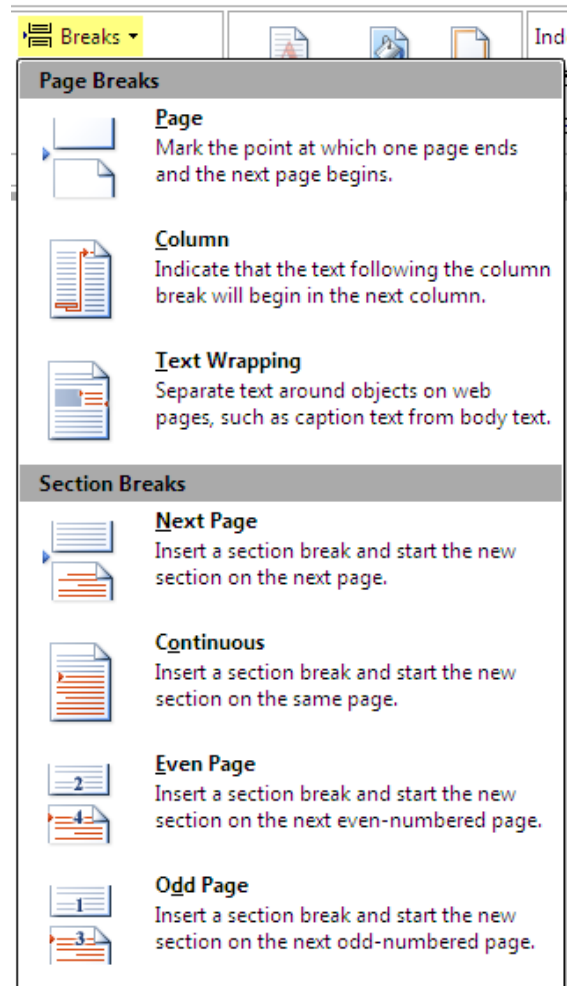 Breaks
Ind
Page Breaks
Page
Mark the point at which one page ends
and the next page begins.
Column
Indicate that the text following the column
break will begin in the next column.
Text Wrapping
Separate text around objects on web
pages, such as caption text from body text.
Section Breaks
Next Page
Insert a section break and start the new
section on the next page.
Continuous
Insert a section break and start the new
section on the same page.
2
4
Even Page
Insert a section break and start the new
section on the next even-numbered page.
1
3
Odd Page
Insert a section break and start the new
section on the next odd-numbered page.